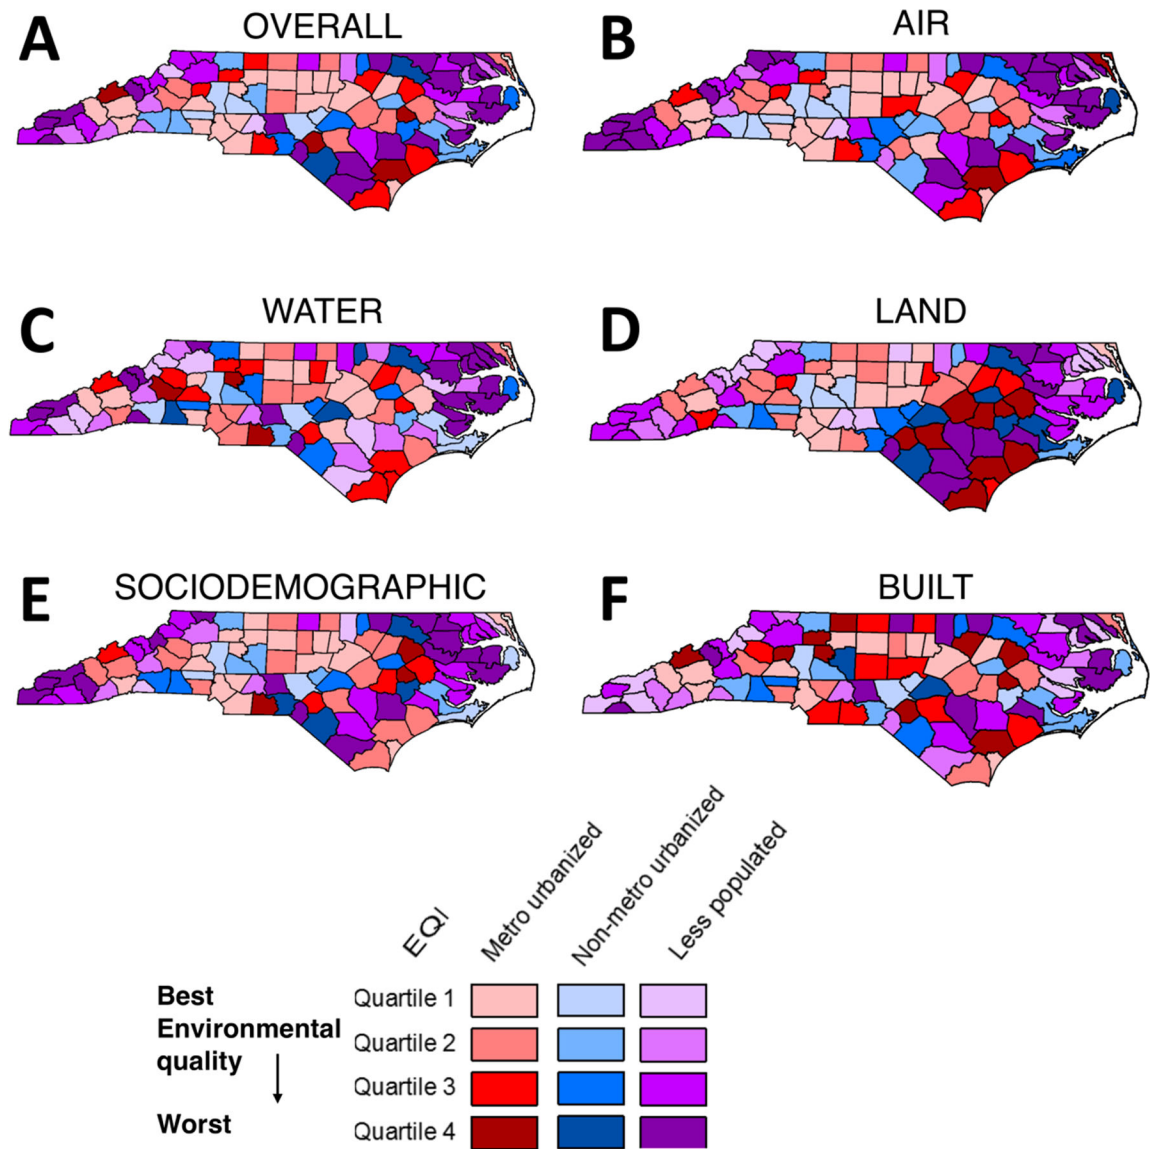 A
OVERALL
B
AIR
C
WATER
D
LAND
E
SOCIODEMOGRAPHIC
F
BUILT
EQI
Metro urbanized
Non-metro urbanized
Less populated
Best
Environmental
quality
Worst
Quartile 1
Quartile 2
Quartile 3
Quartile 4